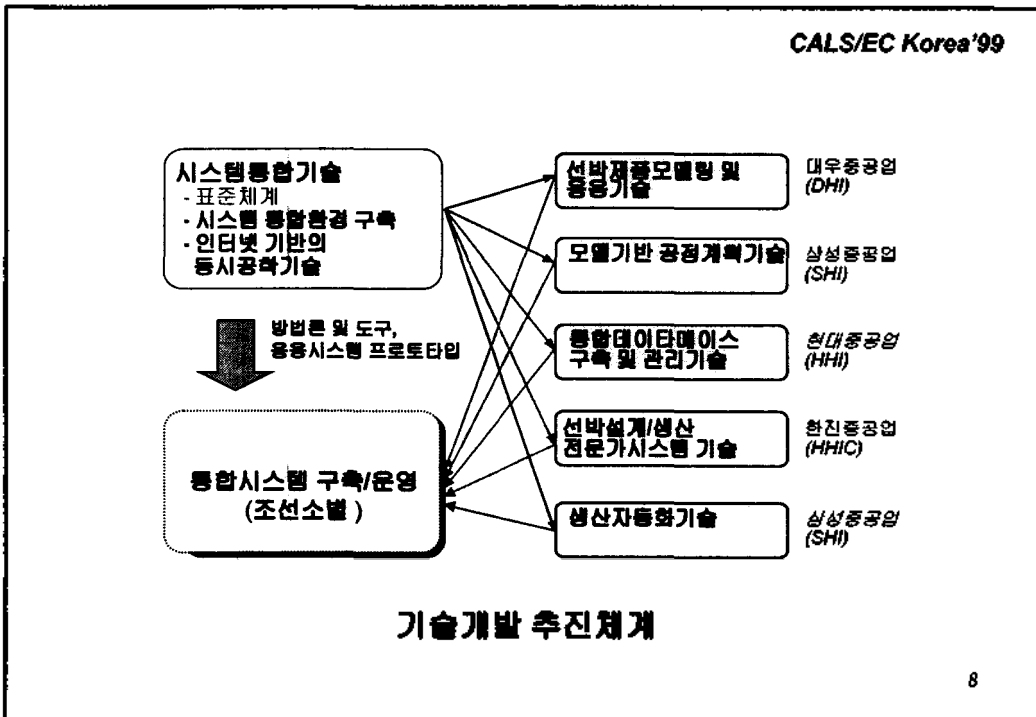 CALS/EC Korea'99
시스템통합기술
- 표준체계
- 시스템 통합환경 구축
- 인터넷 기반의
동시공학기술
방법론 및 도구,
응용시스템 프로토타입
통합시스템 구축/운영
(조선소별 )
선박제품모델링 및
응용기술
대우중공업
(DHI)
모델기반 공정계획기술
삼성중공업
(SHI)
통합데이타베이스
구축 및 관리기술
현대중공업
(HHI)
선박설계/생산
전문가시스템 기술
한진중공업
(HHIC)
생산자동화기술
삼성중공업
(SHI)
기술개발 추진체계
8